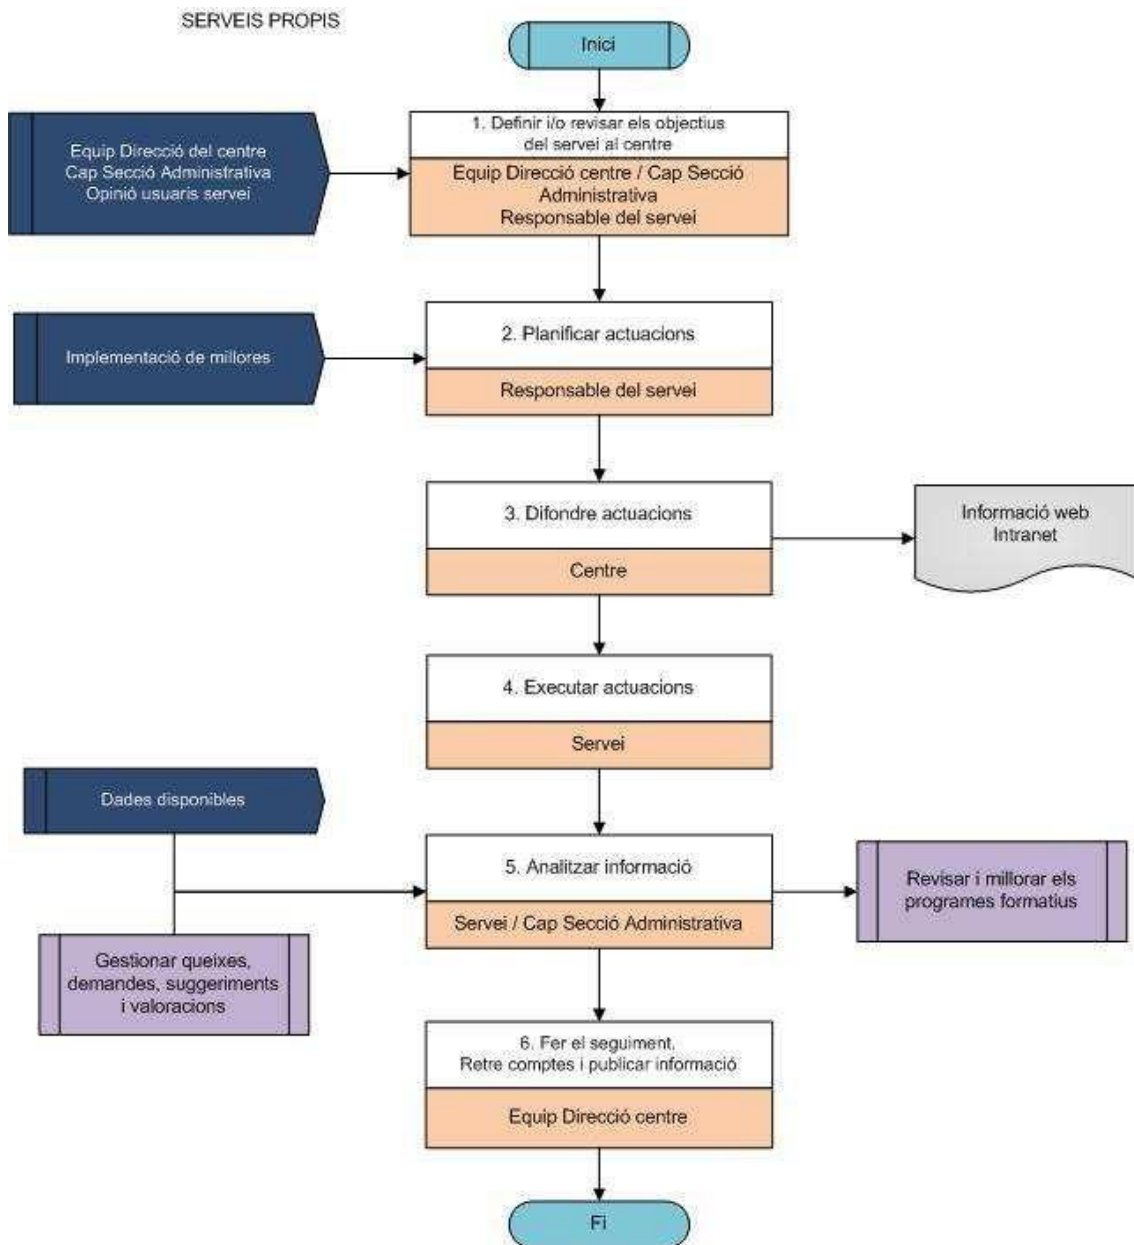 SERVEIS PROPIS
Inici
Equip Direcció del centre
Cap Secció Administrativa
Opinió usuaris servei
1. Definir i/o revisar els objectius
del servei al centre
Equip Direcció centre / Cap Secció
Administrativa
Responsable del servei
Implementació de millores
2. Planificar actuacions
Responsable del servei
3. Difondre actuacions
Centre
Informació web
Intranet
4. Executar actuacions
Servei
Dades disponibles
5. Analitzar informació
Servei / Cap Secció Administrativa
Revisar i millorar els
programes formatius
Gestionar queixes,
demandes, suggeriments
i valoracions
6. Fer el seguiment.
Retre comptes i publicar informació
Equip Direcció centre
Fi